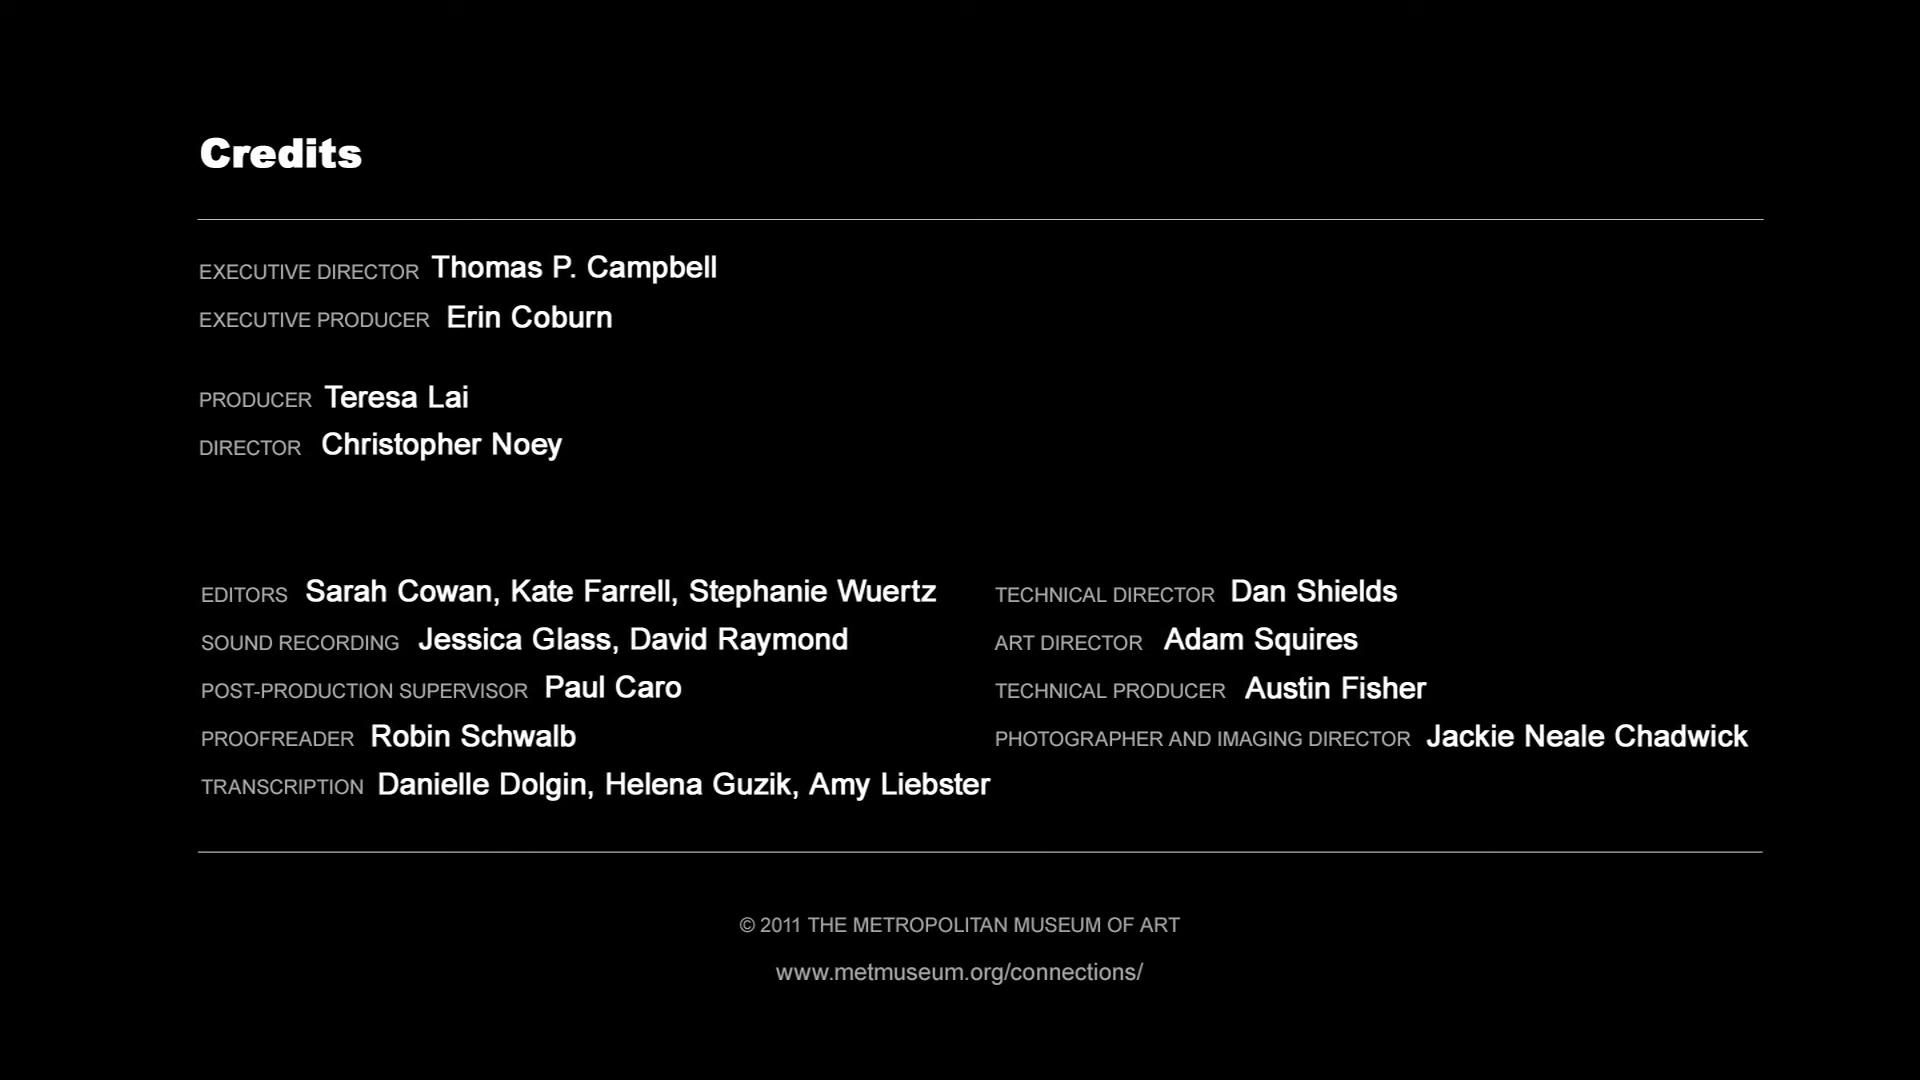 Credits
EXECUTIVE DIRECTOR Thomas P. Campbell
EXECUTIVE PRODUCER Erin Coburn
PRODUCER Teresa Lai
DIRECTOR Christopher Noey
EDITORS Sarah Cowan, Kate Farrell, Stephanie Wuertz
SOUND RECORDING Jessica Glass, David Raymond
POST-PRODUCTION SUPERVISOR Paul Caro
PROOFREADER Robin Schwalb
TRANSCRIPTION Danielle Dolgin, Helena Guzik, Amy Liebster
TECHNICAL DIRECTOR Dan Shields
ART DIRECTOR Adam Squires
TECHNICAL PRODUCER Austin Fisher
PHOTOGRAPHER AND IMAGING DIRECTOR Jackie Neale Chadwick
© 2011 THE METROPOLITAN MUSEUM OF ART
www.metmuseum.org/connections/